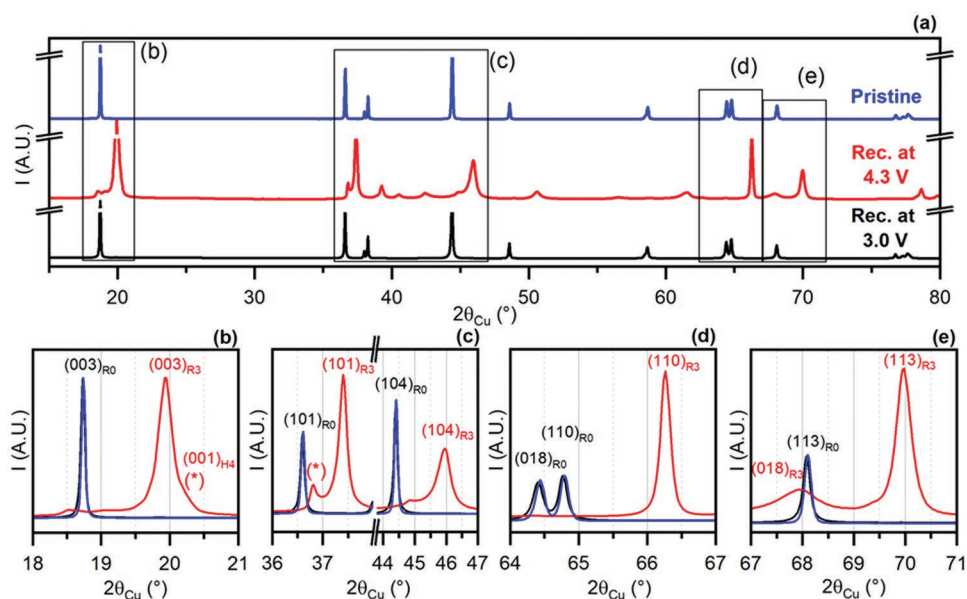 (a)
(b)
(c)
(d)
(e)
Pristine
Rec. at
4.3 V
Rec. at
3.0 V
I (A.U.)
20 30 40 50 60 70 80
2θCu (°)
(b)
(003)R0
(003)R3
(001)H4
(*)
I (A.U.)
18 19 20 21
2θCu (°)
(c)
(101)R3
(101)R0
(*)
(104)R0
(104)R3
I (A.U.)
36 37 44 45 46 47
2θCu (°)
(d)
(110)R3
(110)R0
(018)R0
I (A.U.)
64 65 66 67
2θCu (°)
(e)
(113)R3
(113)R0
(018)R3
I (A.U.)
67 68 69 70 71
2θCu (°)